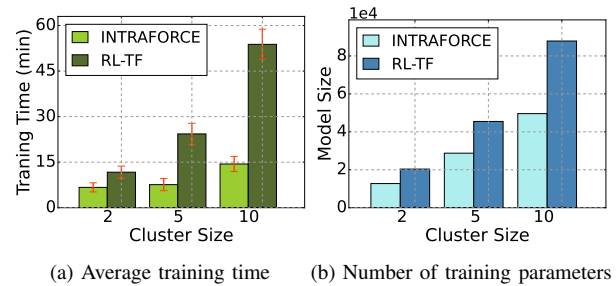 INTRAFORCE
RL-TF
60
45
30
15
0
Traning Time (min)
2
5
10
Cluster Size
(a) Average training time
1e4
INTRAFORCE
RL-TF
8
6
4
2
0
Model Size
2
5
10
Cluster Size
(b) Number of training parameters